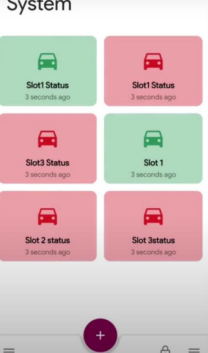 System
Slot1 Status
3 seconds ago
Slot1 Status
3 seconds ago
Slot3 Status
3 seconds ago
Slot 1
3 seconds ago
Slot 2 status
3 seconds ago
Slot 3status
3 seconds ago